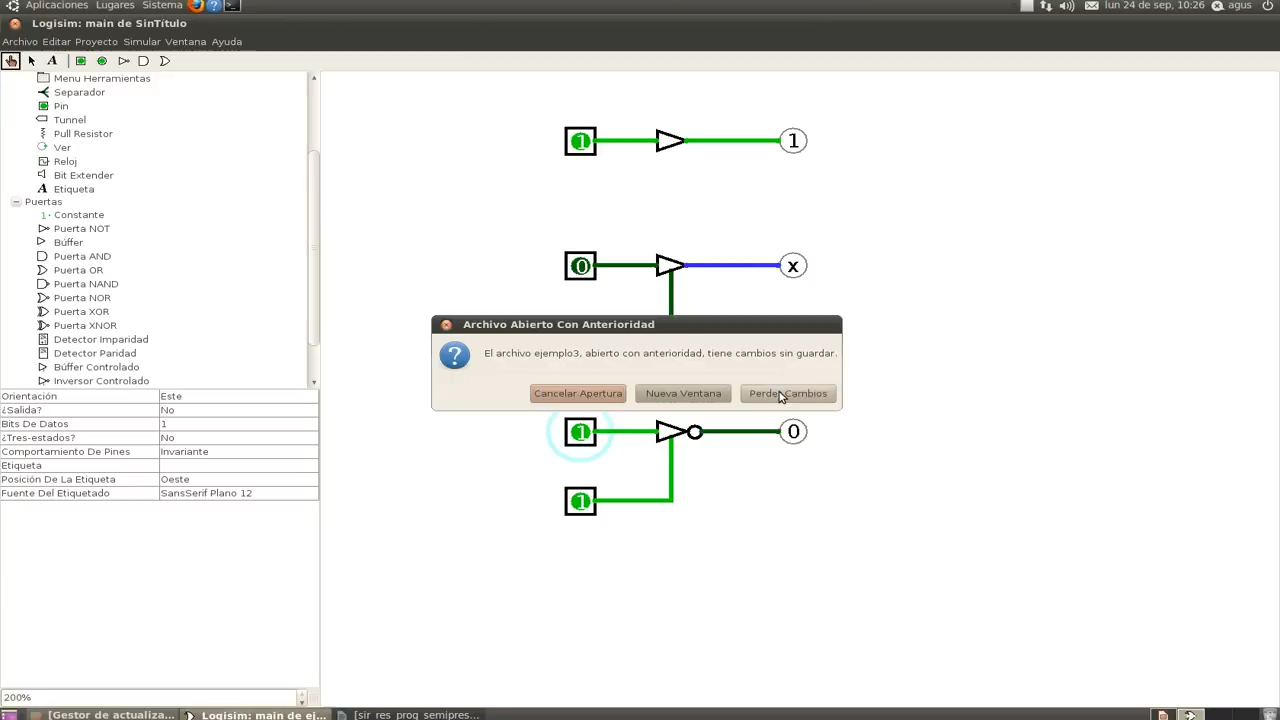 Aplicaciones Lugares Sistema
lun 24 de sep, 10:26 agus
Logisim: main de SinTítulo
Archivo Editar Proyecto Simular Ventana Ayuda
A
Menu Herramientas
Separador
Pin
Tunnel
Pull Resistor
Ver
Reloj
Bit Extender
A Etiqueta
Puertas
1 Constante
Puerta NOT
Búffer
Puerta AND
Puerta OR
Puerta NAND
Puerta NOR
Puerta XOR
Puerta XNOR
Detector Imparidad
Detector Paridad
Búfer Controlado
Inversor Controlado
Orientación Este
¿Salida? No
Bits De Datos 1
¿Tres-estados? No
Comportamiento De Pines Invariante
Etiqueta
Posición De La Etiqueta Oeste
Fuente Del Etiquetado SansSerif Plano 12
200%
1 1
0 x
Archivo Abierto Con Anterioridad
El archivo ejemplo3, abierto con anterioridad, tiene cambios sin guardar.
Cancelar Apertura Nueva Ventana Perder Cambios
1 0
1
[Gestor de actualiza... Logisim: main de ej... [sir_res_prog_semipres...